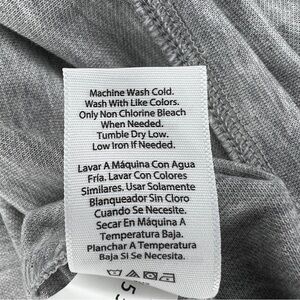 Machine Wash Cold.
Wash With Like Colors.
Only Non Chlorine Bleach
When Needed.
Tumble Dry Low.
Low Iron If Needed.
Lavar A Máquina Con Agua
Fría. Lavar Con Colores
Similares. Usar Solamente
Blanqueador Sin Cloro
Cuando Se Necesite.
Secar En Máquina A
Temperatura Baja.
Planchar A Temperatura
Baja Si Se Necesita.